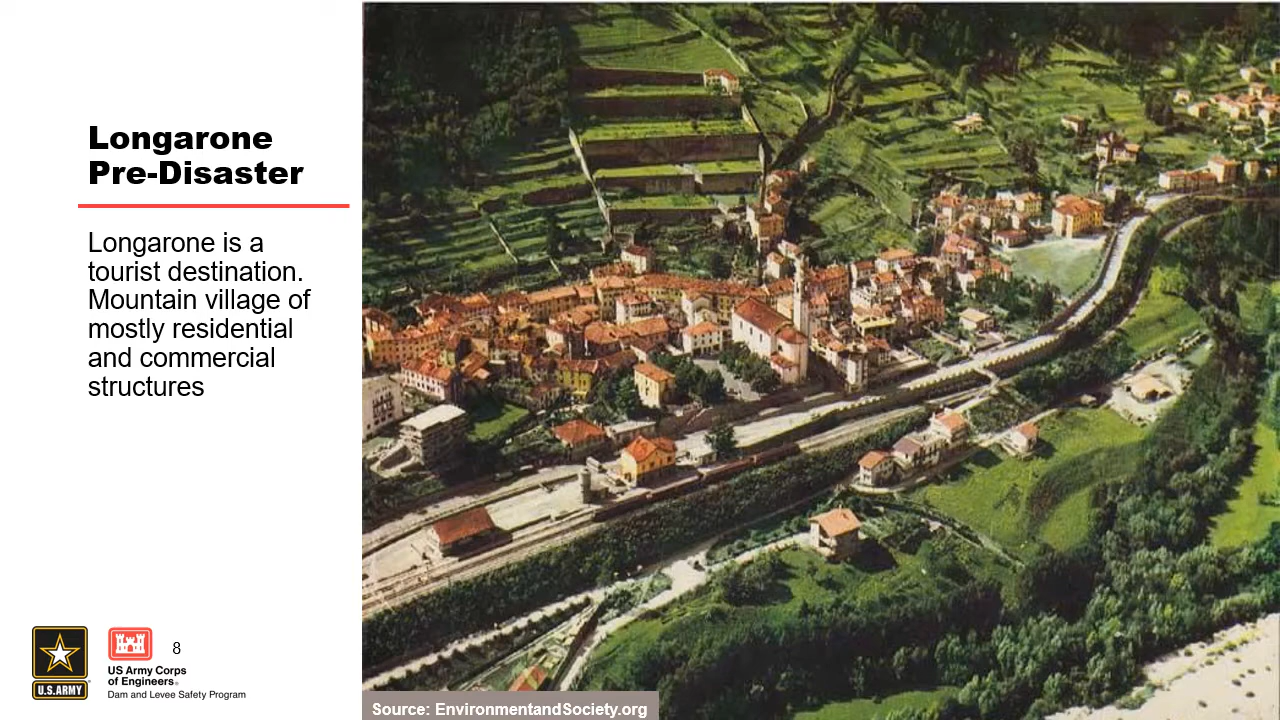 Longarone
Pre-Disaster
Longarone is a
tourist destination.
Mountain village of
mostly residential
and commercial
structures
8
U.S.ARMY
US Army Corps
of Engineers®
Dam and Levee Safety Program
Source: EnvironmentandSociety.org